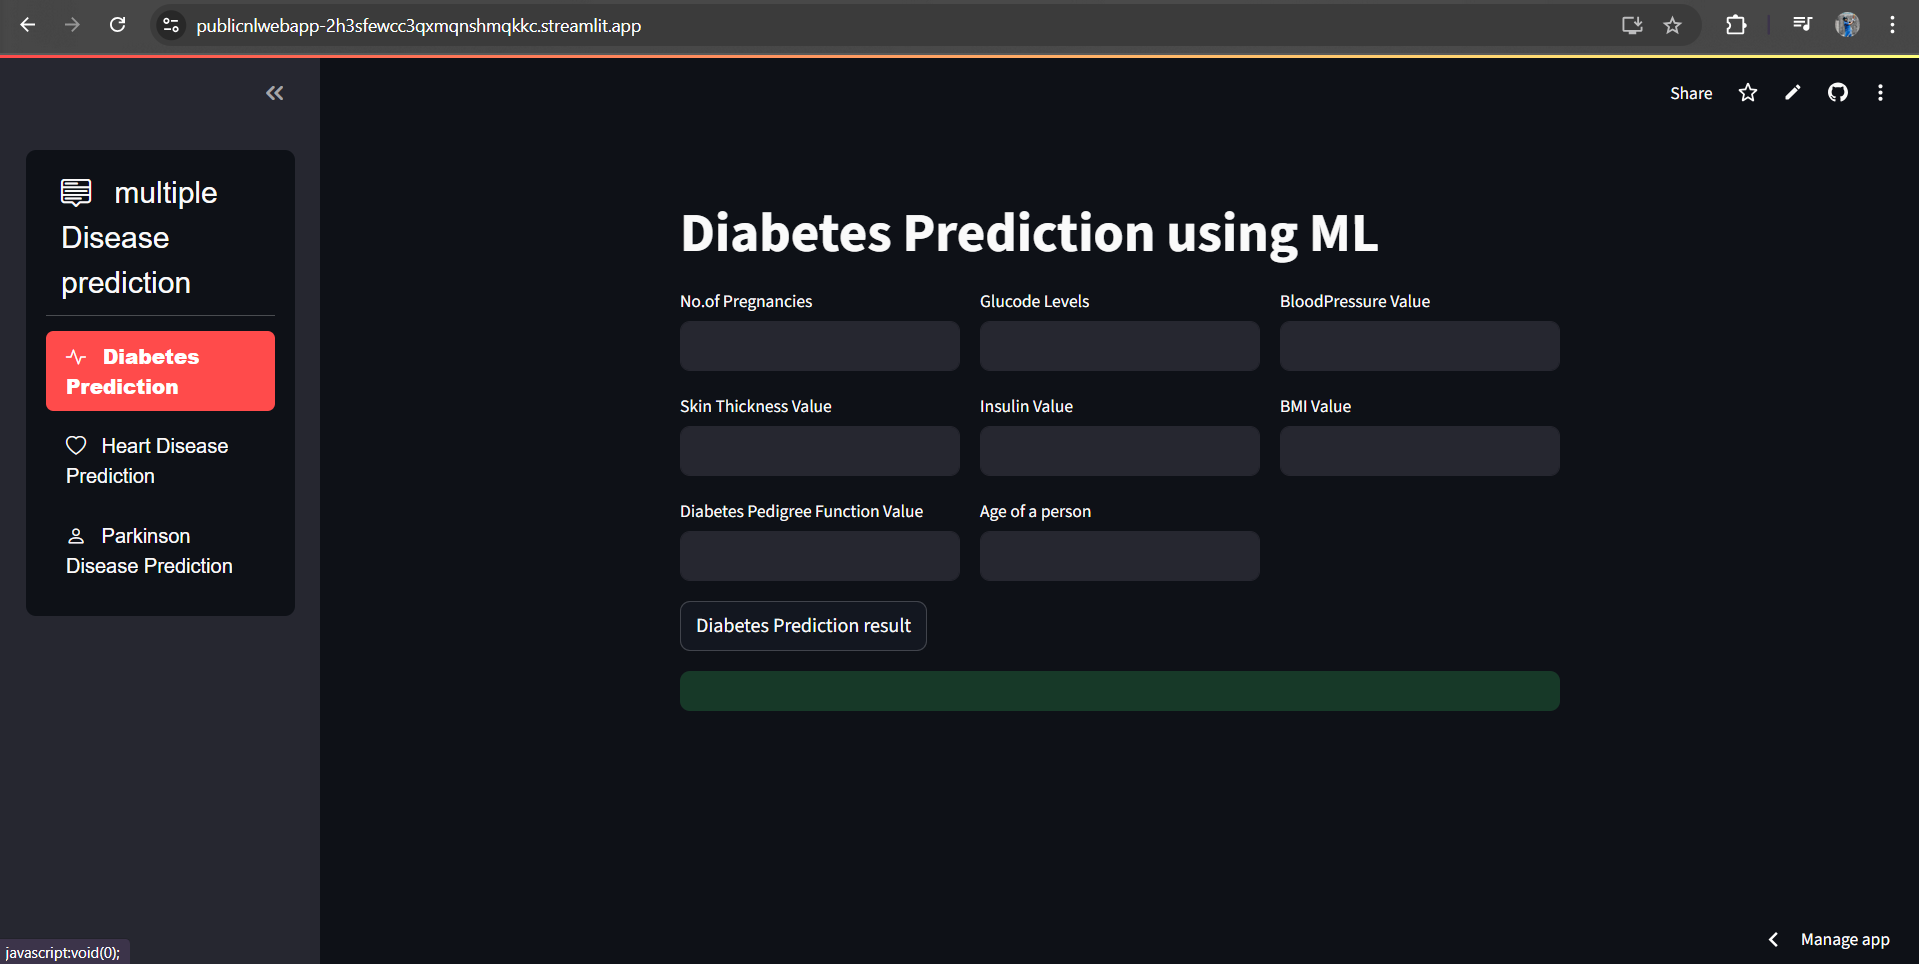 publicnlwebapp-2h3sfewcc3qxmqnshmqkkc.streamlit.app
Share
multiple
Disease
prediction
Diabetes
Prediction
Heart Disease
Prediction
Parkinson
Disease Prediction
Diabetes Prediction using ML
No.of Pregnancies
Glucode Levels
BloodPressure Value
Skin Thickness Value
Insulin Value
BMI Value
Diabetes Pedigree Function Value
Age of a person
Diabetes Prediction result
Manage app
javascript:void(0);